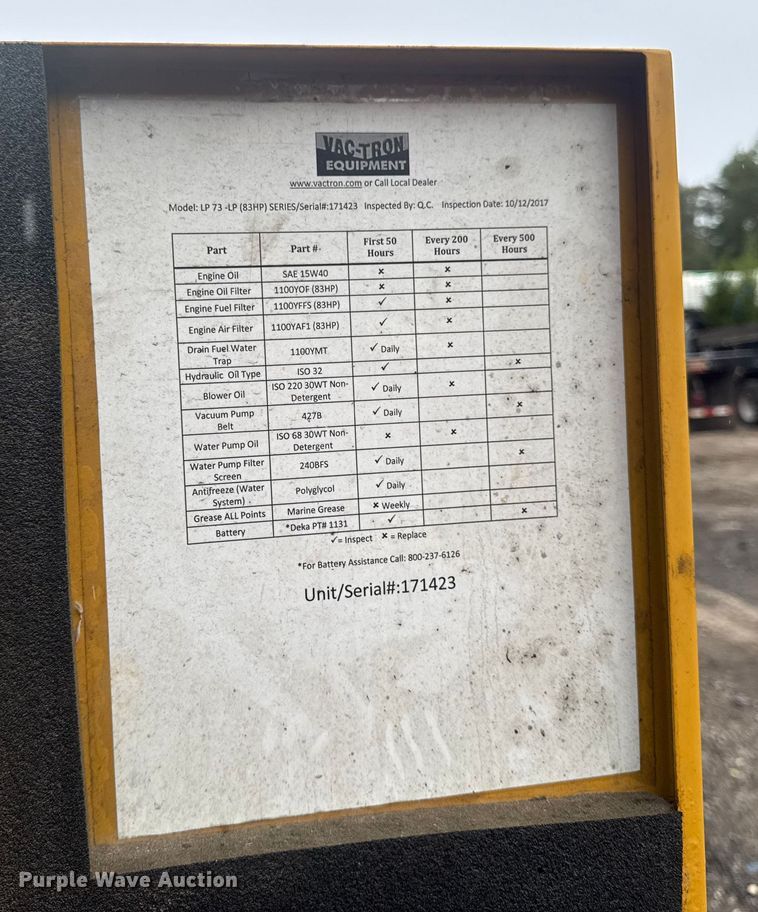 VAC-TRON
EQUIPMENT
www.vactron.com or Call Local Dealer
Model: LP 73 -LP (83HP) SERIES/Serial#:171423 Inspected By: Q.C. Inspection Date: 10/12/2017
Part Part #. First 50 Hours Every 200 Hours Every 500 Hours
Engine Oil SAE 15W40 × ×
Engine Oil Filter 1100YOF (83HP) × ×
Engine Fuel Filter 1100YFFS (83HP) ✓ ×
Engine Air Filter 1100YAF1 (83HP) ✓ ×
Drain Fuel Water Trap 1100YMT ✓ Daily ×
Hydraulic Oil Type ISO 32 ✓ ×
Blower Oil ISO 220 30WT Non-Detergent ✓ Daily ×
Vacuum Pump Belt 427B ✓ Daily ×
Water Pump Oil ISO 68 30WT Non-Detergent × ×
Water Pump Filter Screen 240BFS ✓ Daily ×
Antifreeze (Water System) Polyglycol ✓ Daily
Grease ALL Points Marine Grease × Weekly
Battery *Deka PT# 1131 ✓ ×
✓= Inspect × = Replace
*For Battery Assistance Call: 800-237-6126
Unit/Serial#:171423
Purple Wave Auction